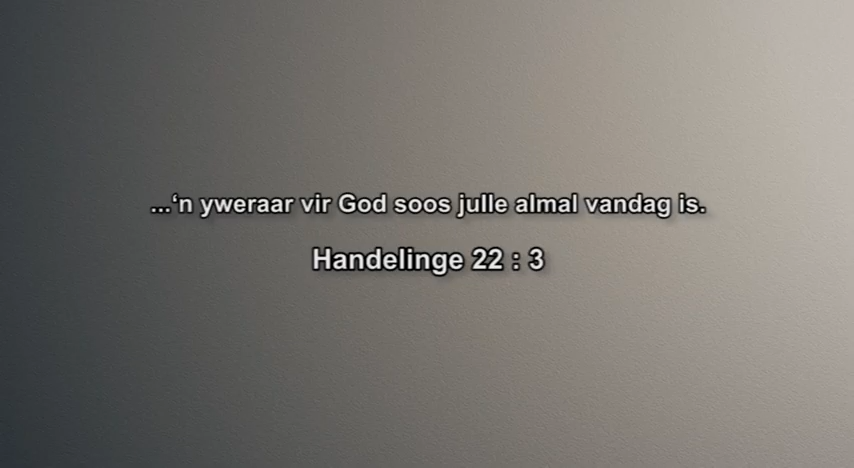 ...‘n yweraar vir God soos julle almal vandag is.
Handelinge 22 : 3